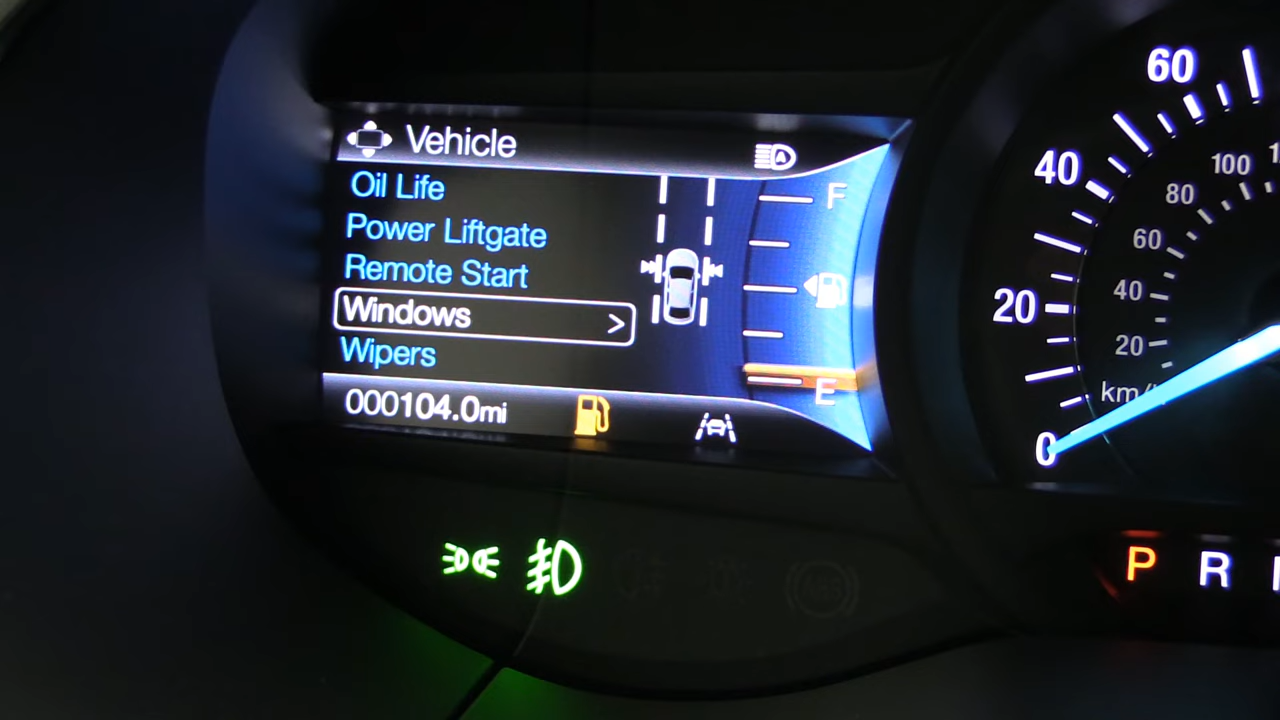 Vehicle
Oil Life
Power Liftgate
Remote Start
Windows >
Wipers
000104.0mi
F
E
60
40
20
0
100
80
60
40
20
km/
P R